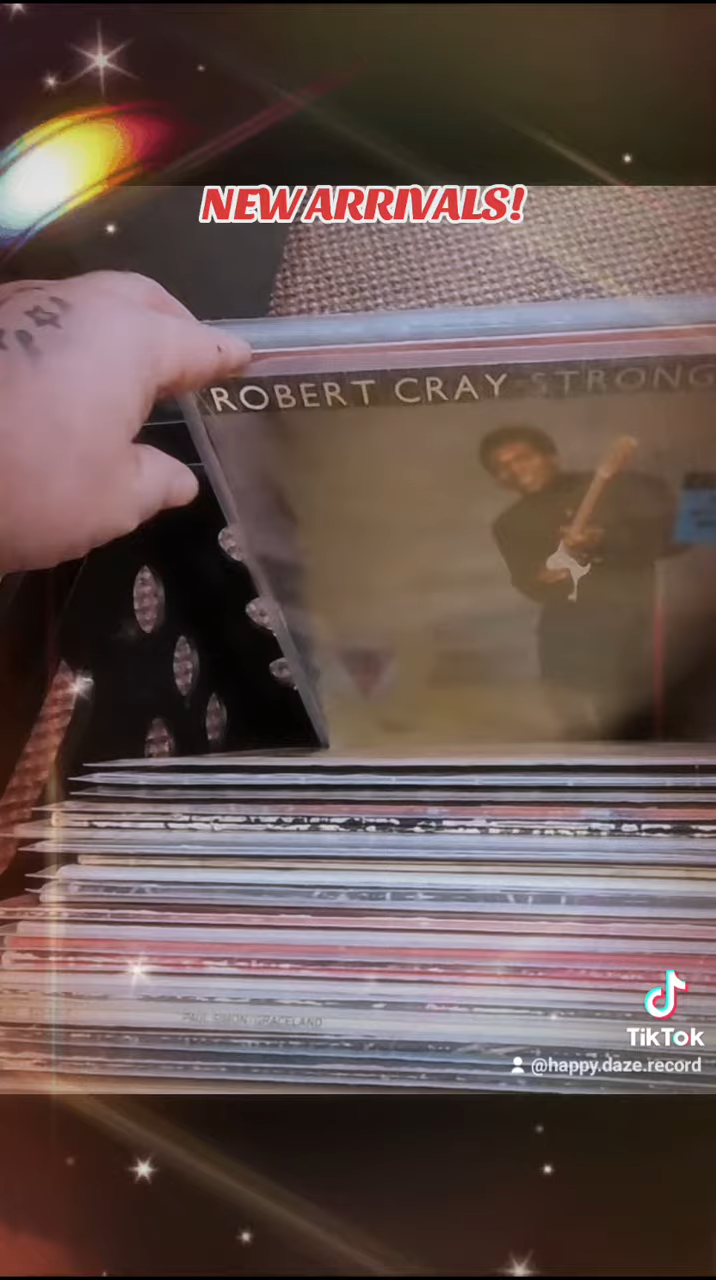 NEW ARRIVALS!
ROBERT CRAY STRONG
PAUL SIMON GRACELAND
TikTok
@happy.daze.record